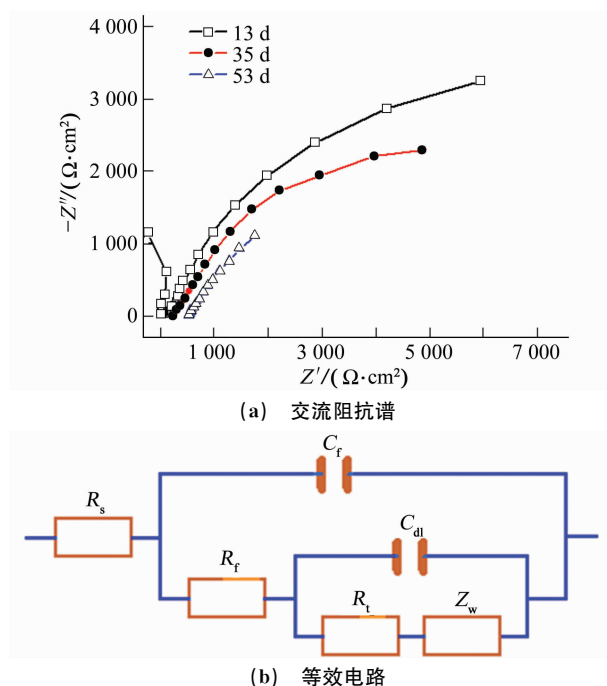 4 000
13 d
35 d
53 d
3 000
2 000
1 000
0
−Z″/(Ω·cm²)
1 000
3 000
5 000
7 000
Z′/(Ω·cm²)
(a) 交流阻抗谱
C_f
R_s
C_dl
R_f
R_t
Z_w
(b) 等效电路